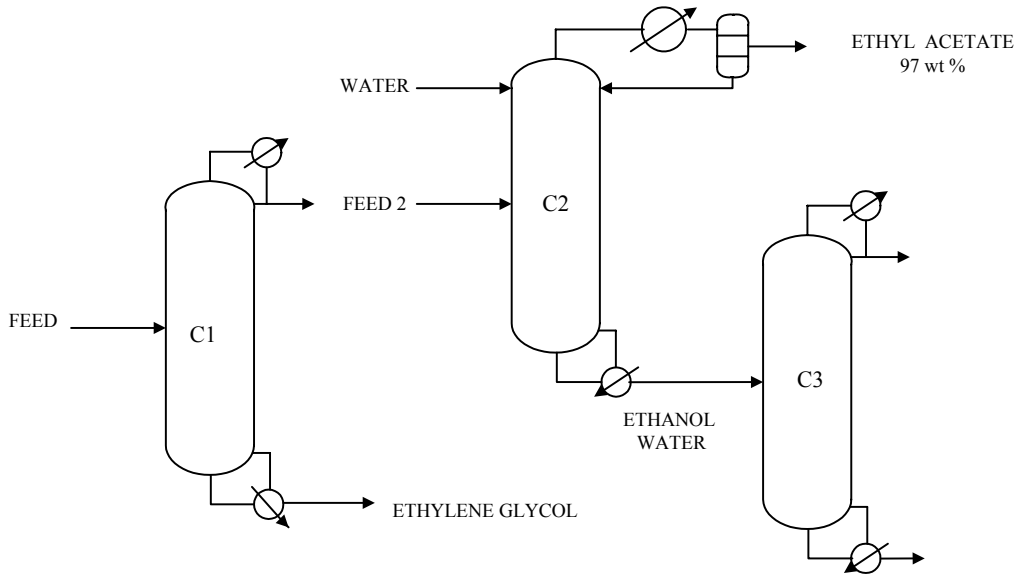 ETHYL ACETATE
97 wt %
WATER
FEED 2
C2
FEED
C1
C3
ETHANOL
WATER
ETHYLENE GLYCOL